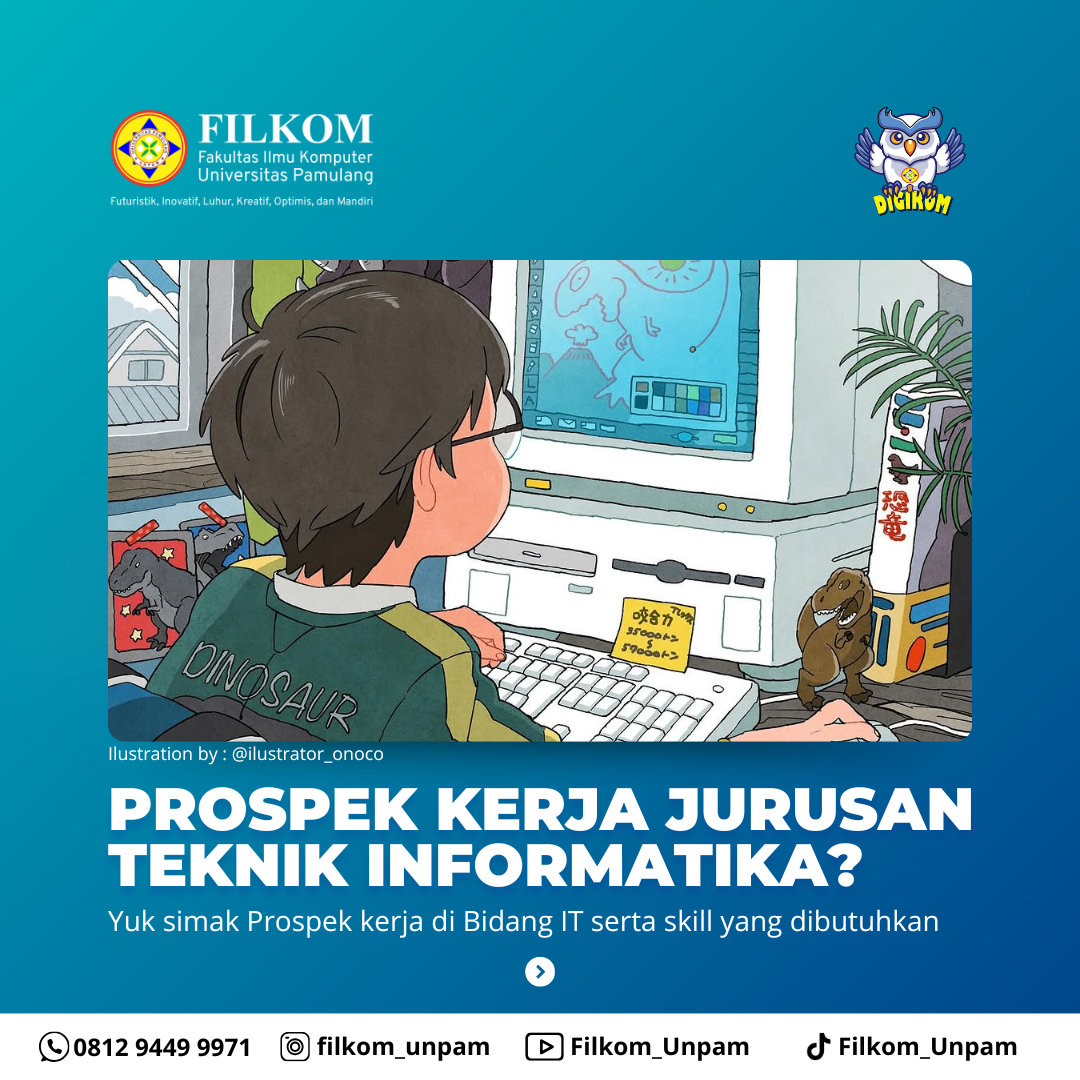 FILKOM
Fakultas Ilmu Komputer
Universitas Pamulang
Futuristik, Inovatif, Luhur, Kreatif, Optimis, dan Mandiri
DIGIKOM
恐竜
咬合力
35000トン
57000トン
DINOSAUR
Ilustration by : @ilustrator_onoco
PROSPEK KERJA JURUSAN
TEKNIK INFORMATIKA?
Yuk simak Prospek kerja di Bidang IT serta skill yang dibutuhkan
0812 9449 9971
filkom_unpam
Filkom_Unpam
Filkom_Unpam